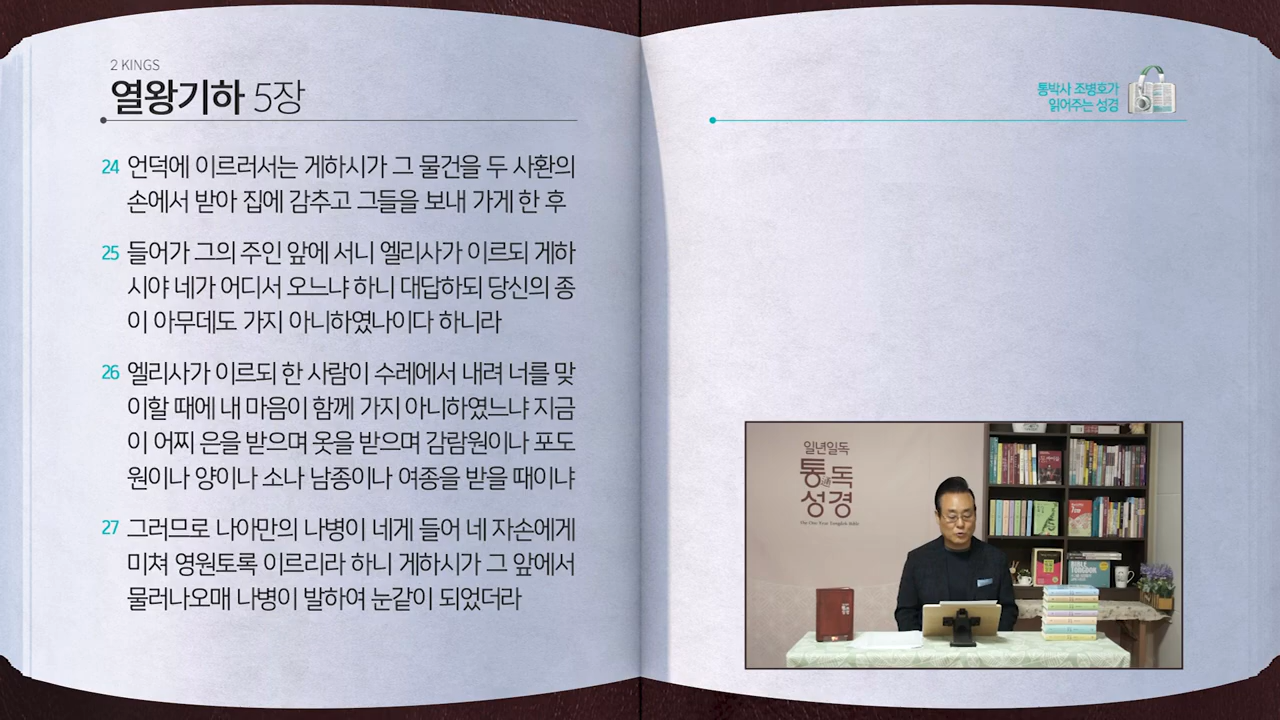 2 KINGS
열왕기하 5장
24 언덕에 이르러서는 게하시가 그 물건을 두 사환의
손에서 받아 집에 감추고 그들을 보내 가게 한 후
25 들어가 그의 주인 앞에 서니 엘리사가 이르되 게하
시야 네가 어디서 오느냐 하니 대답하되 당신의 종
이 아무데도 가지 아니하였나이다 하니라
26 엘리사가 이르되 한 사람이 수레에서 내려 너를 맞
이할 때에 내 마음이 함께 가지 아니하였느냐 지금
이 어찌 은을 받으며 옷을 받으며 감람원이나 포도
원이나 양이나 소나 남종이나 여종을 받을 때이냐
27 그러므로 나아만의 나병이 네게 들어 네 자손에게
미쳐 영원토록 이르리라 하니 게하시가 그 앞에서
물러나오매 나병이 발하여 눈같이 되었더라
통박사 조병호가
읽어주는 성경
일년일독
통독
성경
The One Year Tongdok Bible
BIBLE